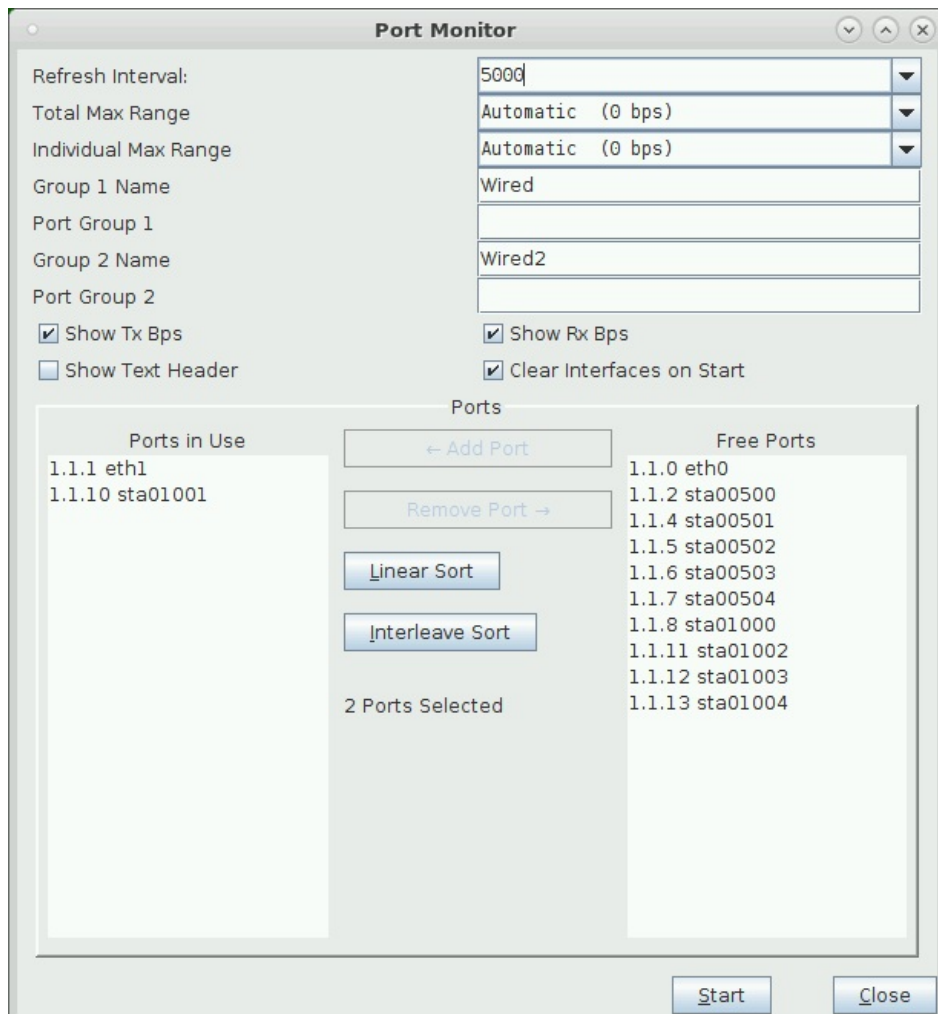 Port Monitor
Refresh Interval: 5000
Total Max Range Automatic (0 bps)
Individual Max Range Automatic (0 bps)
Group 1 Name Wired
Port Group 1
Group 2 Name Wired2
Port Group 2
Show Tx Bps Show Rx Bps
Show Text Header Clear Interfaces on Start
Ports
Ports in Use
1.1.1 eth1
1.1.10 sta01001
← Add Port
Remove Port →
Linear Sort
Interleave Sort
2 Ports Selected
Free Ports
1.1.0 eth0
1.1.2 sta00500
1.1.4 sta00501
1.1.5 sta00502
1.1.6 sta00503
1.1.7 sta00504
1.1.8 sta01000
1.1.11 sta01002
1.1.12 sta01003
1.1.13 sta01004
Start Close